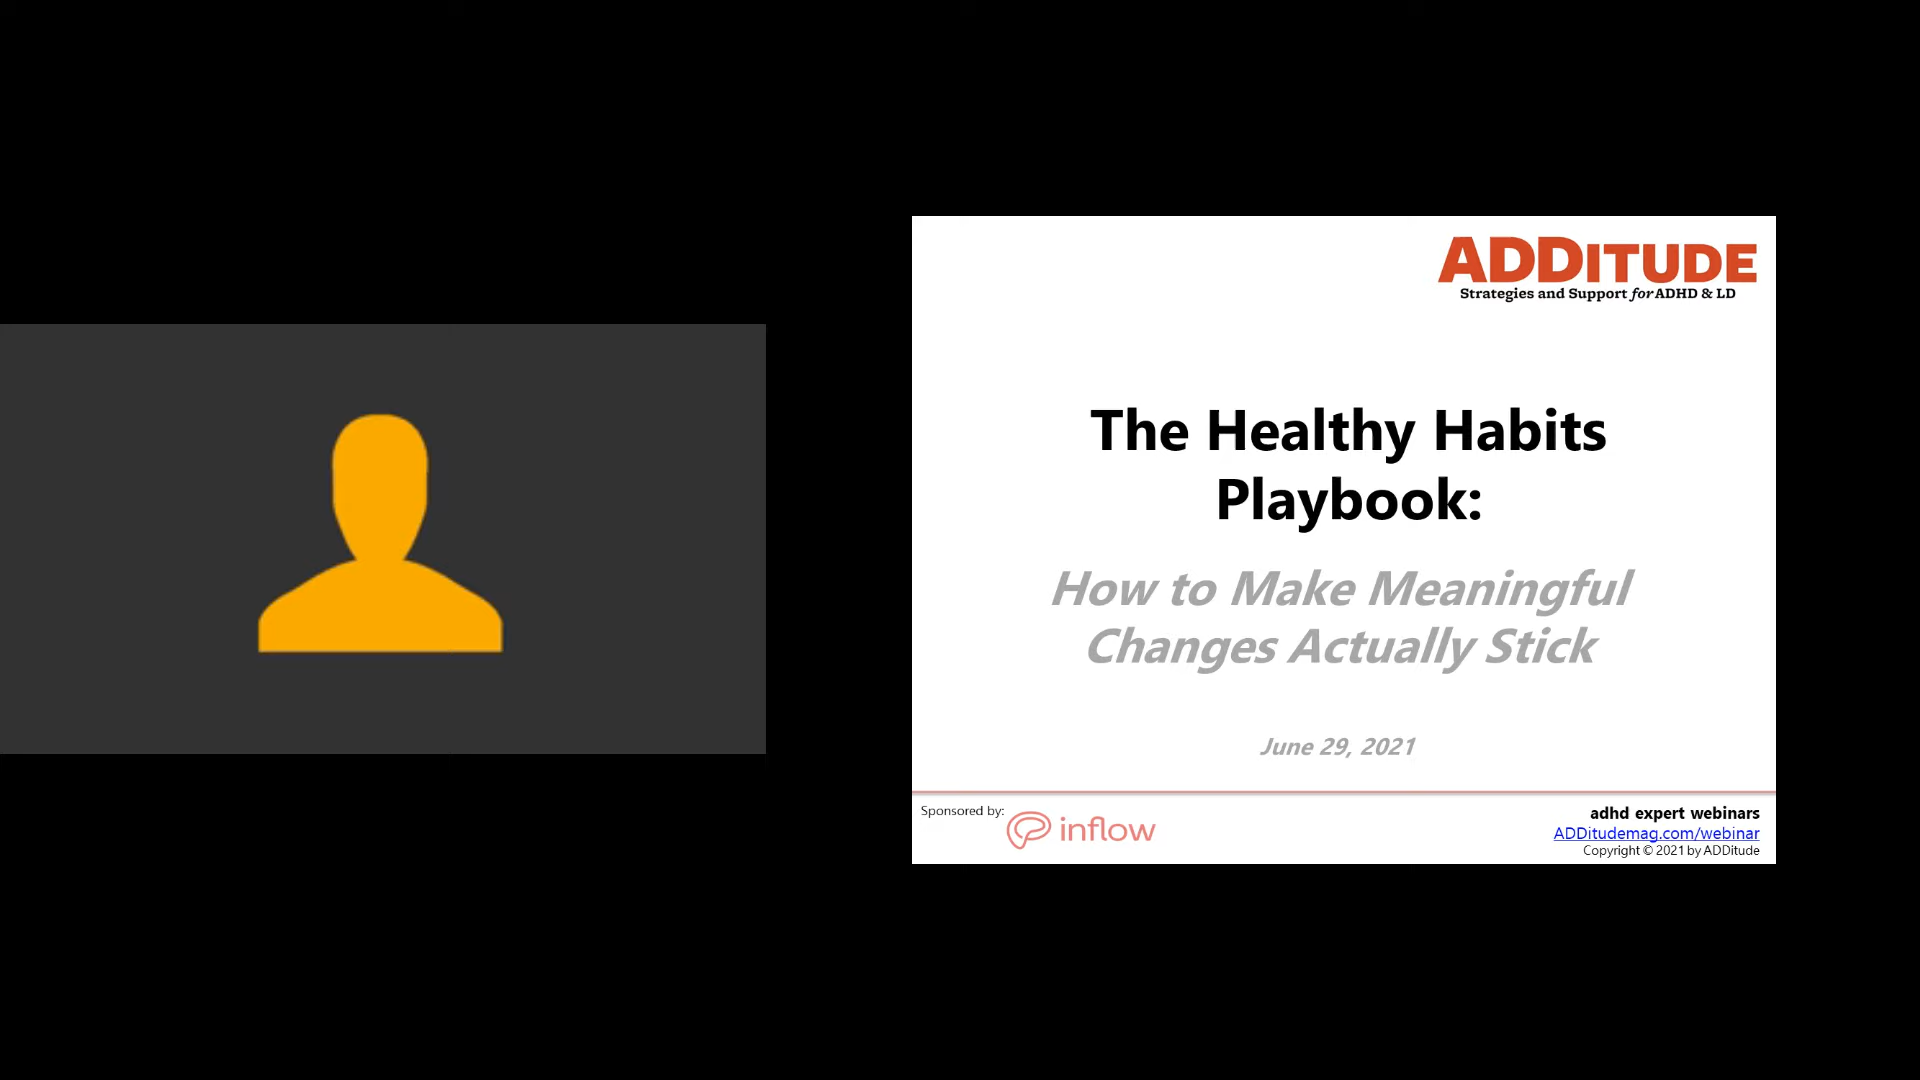 ADDITUDE
Strategies and Support for ADHD & LD
The Healthy Habits
Playbook:
How to Make Meaningful
Changes Actually Stick
June 29, 2021
Sponsored by:
inflow
adhd expert webinars
ADDitudemag.com/webinar
Copyright © 2021 by ADDitude